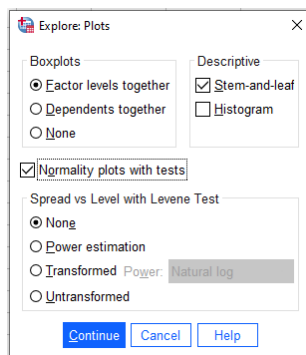 Explore: Plots
Boxplots
Factor levels together
Dependents together
None
Descriptive
Stem-and-leaf
Histogram
Normality plots with tests
Spread vs Level with Levene Test
None
Power estimation
Transformed Power: Natural log
Untransformed
Continue Cancel Help